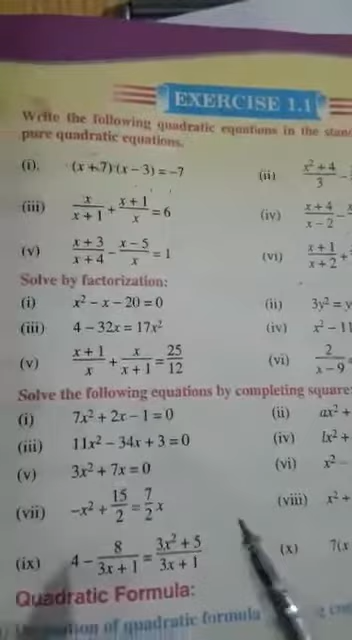 EXERCISE 1.1
Write the following quadratic equations in the stan
pure quadratic equations.
(i). (x + 7) (x − 3) = −7 (ii) x² + 4 / 3 −
(iii) x / x + 1 + x + 1 / x = 6 (iv) x + 4 / x − 2 −
(v) x + 3 / x + 4 − x − 5 / x = 1 (vi) x + 1 / x + 2 +
Solve by factorization:
(i) x² − x − 20 = 0 (ii) 3y² = y
(iii) 4 − 32x = 17x² (iv) x² − 11
(v) x + 1 / x + x / x + 1 = 25 / 12 (vi) 2 / x − 9 =
Solve the following equations by completing square:
(i) 7x² + 2x − 1 = 0 (ii) ax² +
(iii) 11x² − 34x + 3 = 0 (iv) lx² +
(v) 3x² + 7x = 0 (vi) x² −
(vii) −x² + 15 / 2 = 7 / 2 x (viii) x² +
(ix) 4 − 8 / 3x + 1 = 3x² + 5 / 3x + 1 (x) 7(x
Quadratic Formula:
of quadratic formula